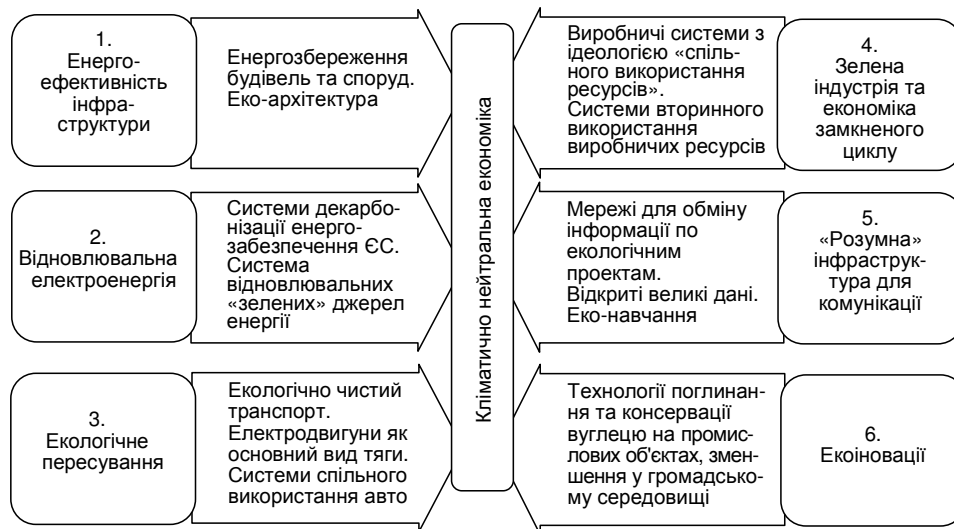 1.
Енерго-
ефективність
інфра-
структури
Енергозбереження
будівель та споруд.
Еко-архітектура
2.
Відновлювальна
електроенергія
Системи декарбо-
нізації енерго-
забезпечення ЄС.
Система
відновлювальних
«зелених» джерел
енергії
3.
Екологічне
пересування
Екологічно чистий
транспорт.
Електродвигуни як
основний вид тяги.
Системи спільного
використання авто
Кліматично нейтральна економіка
Виробничі системи з
ідеологією «спіль-
ного використання
ресурсів».
Системи вторинного
використання
виробничих ресурсів
4.
Зелена
індустрія та
економіка
замкненого
циклу
Мережі для обміну
інформації по
екологічним
проектам.
Відкриті великі дані.
Еко-навчання
5.
«Розумна»
інфраструк-
тура для
комунікації
Технології поглинан-
ня та консервації
вуглецю на промис-
лових об'єктах, змен-
шення у громадсько-
му середовищі
6.
Екоіновації